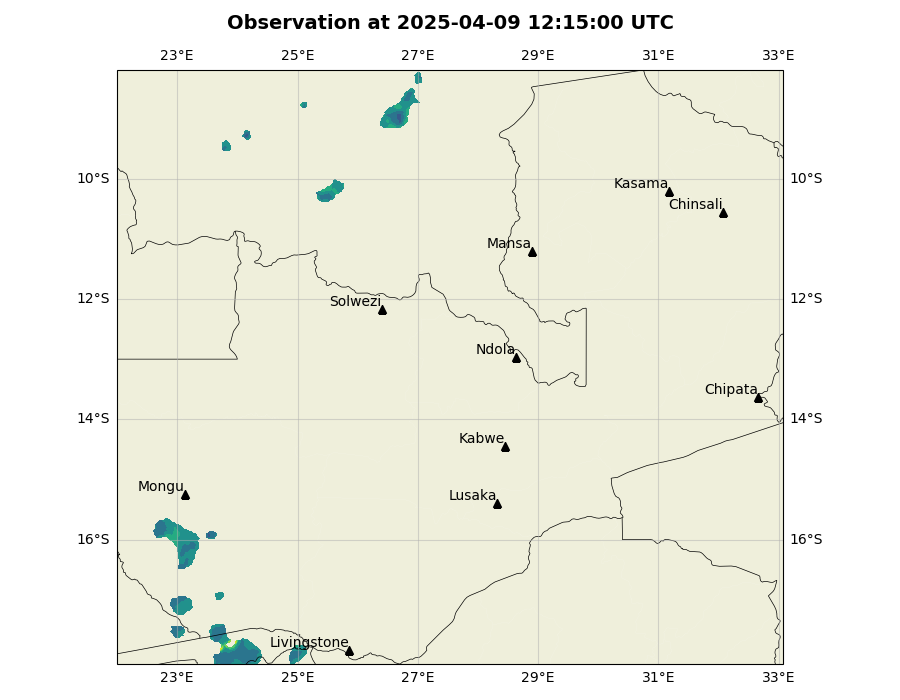 Observation at 2025-04-09 12:15:00 UTC
23°E 25°E 27°E 29°E 31°E 33°E
10°S 10°S
Kasama
Chinsali
Mansa
12°S 12°S
Solwezi
Ndola
Chipata
14°S 14°S
Kabwe
Mongu
Lusaka
16°S 16°S
Livingstone
23°E 25°E 27°E 29°E 31°E 33°E